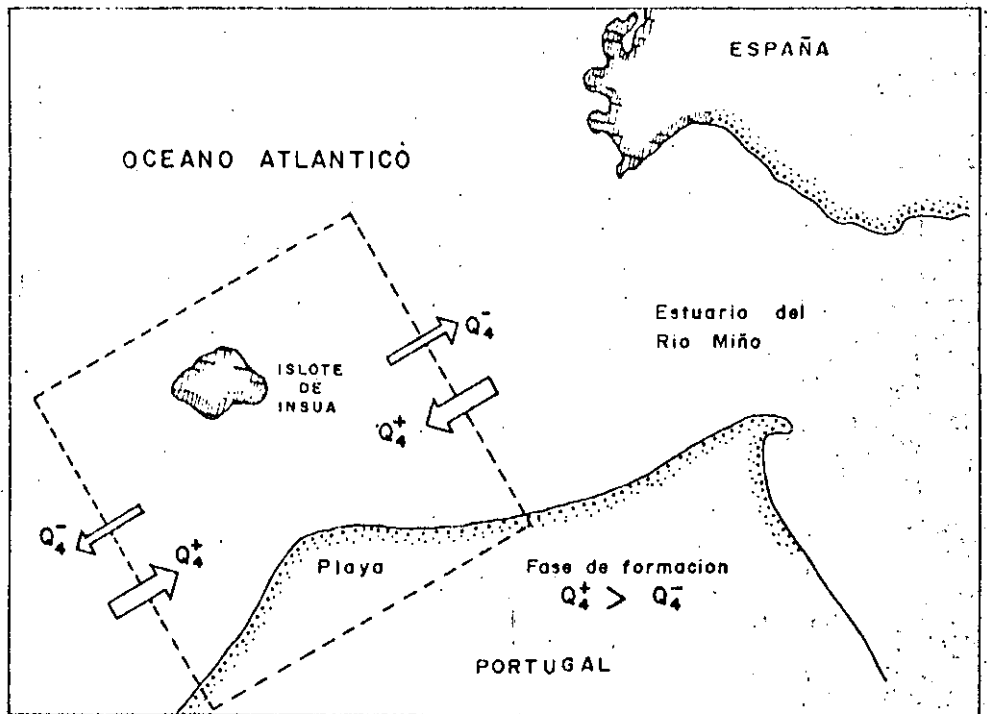 ESPAÑA
OCEANO ATLANTICO
Estuario del
Rio Miño
Q₄⁻
ISLOTE
DE
INSUA
Q₄⁺
Q₄⁻
Q₄⁺
Playa
Fase de formacion
Q₄⁺ > Q₄⁻
PORTUGAL